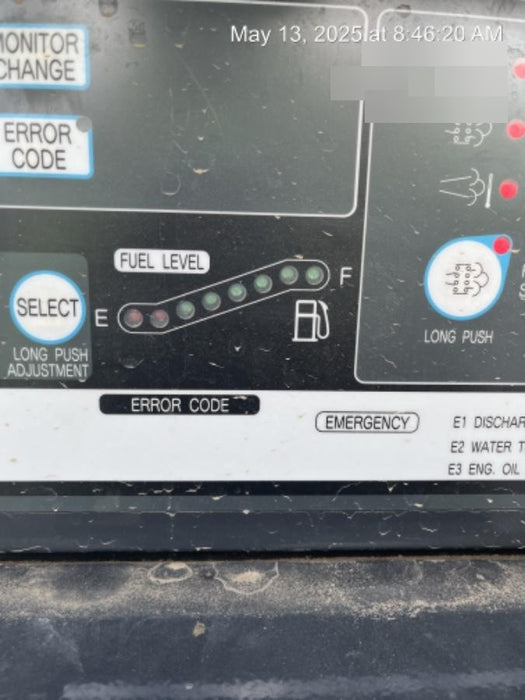 May 13, 2025 at 8:46:20 AM
MONITOR
CHANGE
ERROR
CODE
FUEL LEVEL
E
F
SELECT
LONG PUSH
ADJUSTMENT
LONG PUSH
ERROR CODE
EMERGENCY
E1 DISCHAR
E2 WATER T
E3 ENG. OIL